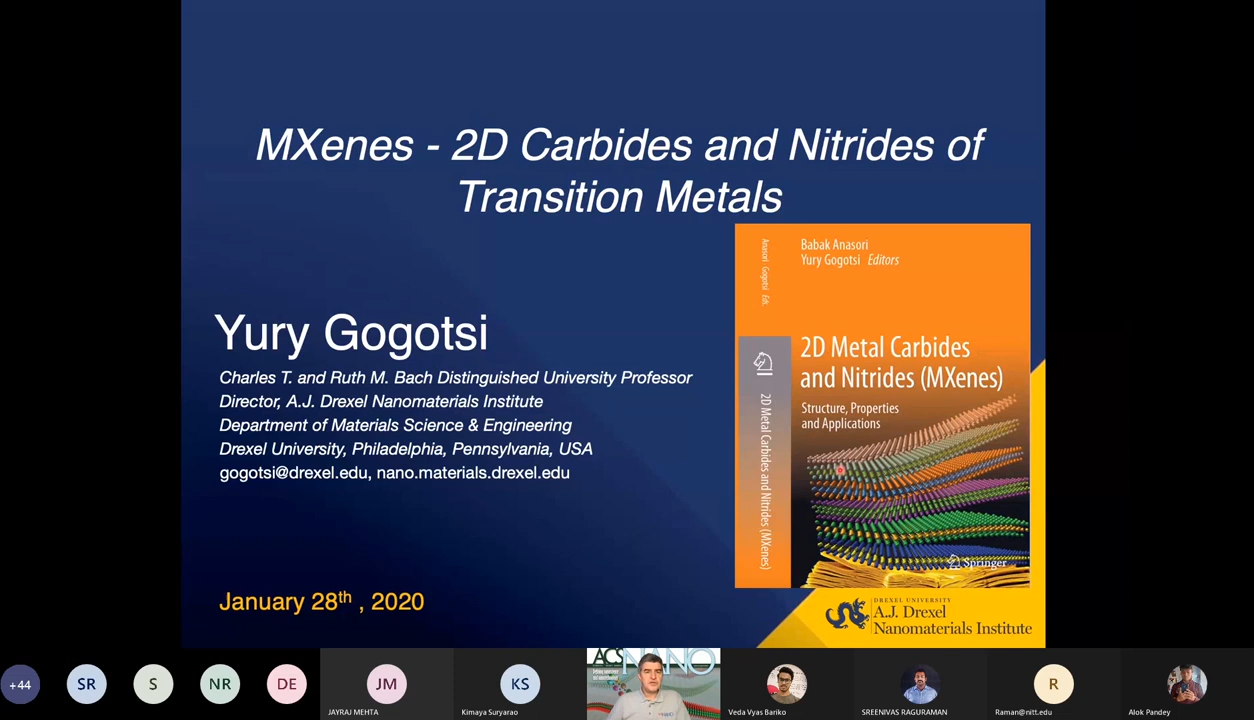 MXenes - 2D Carbides and Nitrides of
Transition Metals
Yury Gogotsi
Charles T. and Ruth M. Bach Distinguished University Professor
Director, A.J. Drexel Nanomaterials Institute
Department of Materials Science & Engineering
Drexel University, Philadelphia, Pennsylvania, USA
gogotsi@drexel.edu, nano.materials.drexel.edu
January 28th , 2020
Anasori · Gogotsi Eds.
2D Metal Carbides and Nitrides (MXenes)
Babak Anasori
Yury Gogotsi Editors
2D Metal Carbides
and Nitrides (MXenes)
Structure, Properties
and Applications
Springer
DREXEL UNIVERSITY
A.J. Drexel
Nanomaterials Institute
+44
SR
S
NR
DE
JM
JAYRAJ MEHTA
KS
Kimaya Suryarao
ACS NANO
Veda Vyas Bariko
SREENIVAS RAGURAMAN
R
Raman@nitt.edu
Alok Pandey